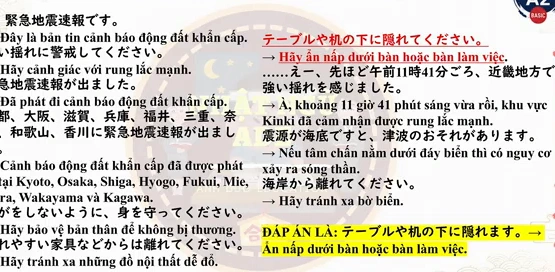 緊急地震速報です。
Đây là bản tin cảnh báo động đất khẩn cấp.
い揺れに警戒してください。
Hãy cảnh giác với rung lắc mạnh.
急地震速報が出ました。
Đã phát đi cảnh báo động đất khẩn cấp.
都、大阪、滋賀、兵庫、福井、三重、奈
、和歌山、香川に緊急地震速報が出まし
。
Cảnh báo động đất khẩn cấp đã được phát
tại Kyoto, Osaka, Shiga, Hyogo, Fukui, Mie,
ra, Wakayama và Kagawa.
がをしないように、身を守ってください。
Hãy bảo vệ bản thân để không bị thương.
れやすい家具などからは離れてください。
Hãy tránh xa những đồ nội thất dễ đổ.
テーブルや机の下に隠れてください。
→ Hãy ẩn nấp dưới bàn hoặc bàn làm việc.
……えー、先ほど午前11時41分ごろ、近畿地方で
強い揺れを感じました。
→ À, khoảng 11 giờ 41 phút sáng vừa rồi, khu vực
Kinki đã cảm nhận được rung lắc mạnh.
震源が海底ですと、津波のおそれがあります。
→ Nếu tâm chấn nằm dưới đáy biển thì có nguy cơ
xảy ra sóng thần.
海岸から離れてください。
→ Hãy tránh xa bờ biển.
ĐÁP ÁN LÀ: テーブルや机の下に隠れます。→
Ẩn nấp dưới bàn hoặc bàn làm việc.
A2
BASIC